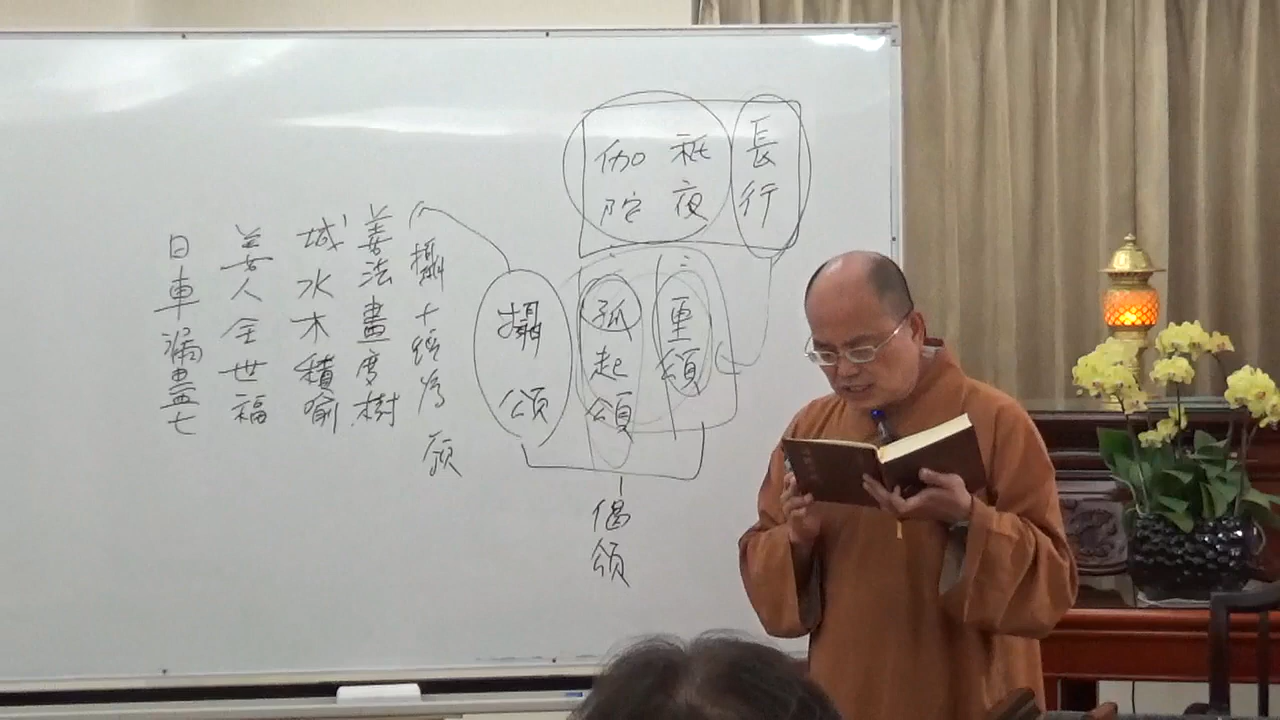 長行
祇夜
伽陀
重頌
孤起頌
攝頌
偈頌
攝十經為頌
善法晝度樹
城水木積喻
善人全世福
日車漏盡七